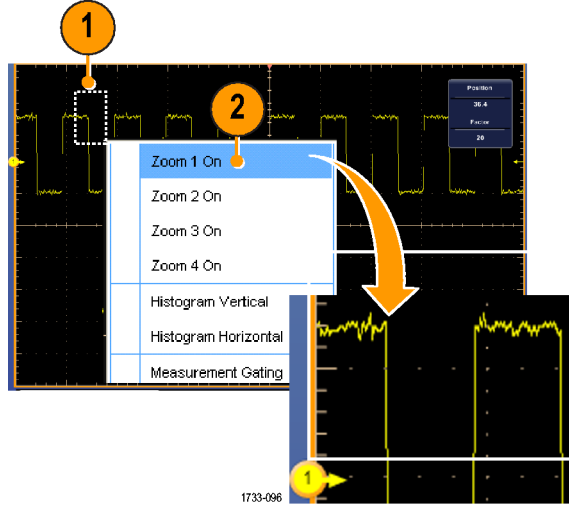 1
2
Position
36.4
Factor
20
Zoom 1 On
Zoom 2 On
Zoom 3 On
Zoom 4 On
Histogram Vertical
Histogram Horizontal
Measurement Gating
1
1733-096